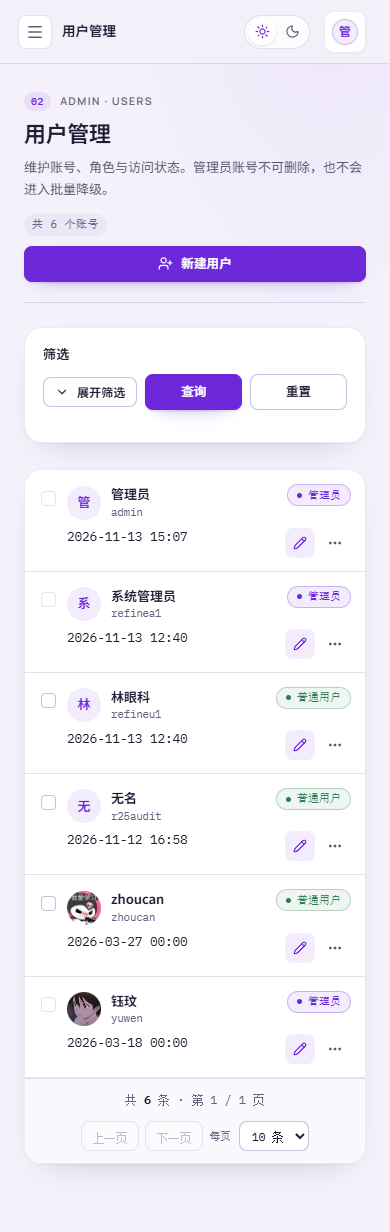 用户管理
管
02 ADMIN · USERS
用户管理
维护账号、角色与访问状态。管理员账号不可删除，也不会
进入批量降级。
共 6 个账号
新建用户
筛选
展开筛选 查询 重置
管 管理员 管理员
admin
2026-11-13 15:07
系 系统管理员 管理员
refinea1
2026-11-13 12:40
林 林眼科 普通用户
refineu1
2026-11-13 12:40
无 无名 普通用户
r25audit
2026-11-12 16:58
zhoucan 普通用户
zhoucan
2026-03-27 00:00
钰玟 管理员
yuwen
2026-03-18 00:00
共 6 条 · 第 1 / 1 页
上一页 下一页 每页 10 条